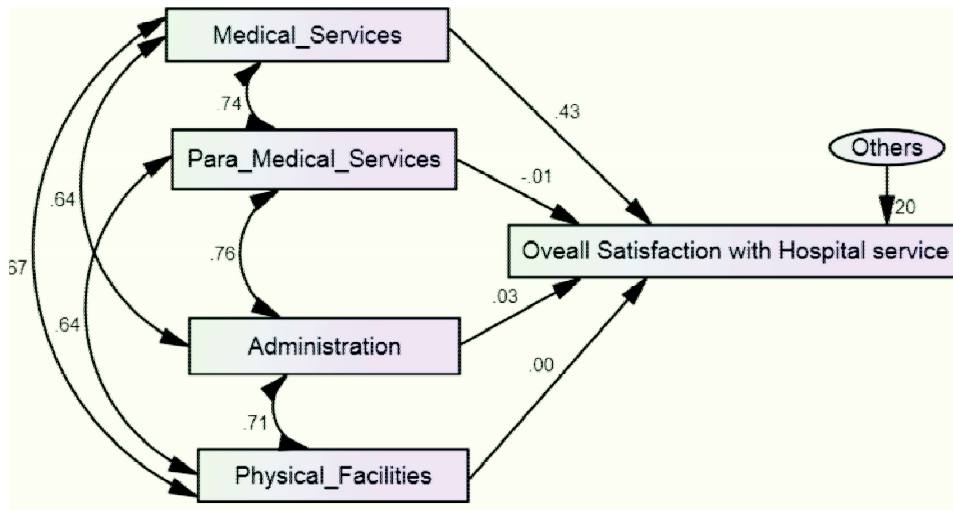 Medical_Services
.74
.43
Para_Medical_Services
Others
-.01
.64
20
Oveall Satisfaction with Hospital service
.76
67
.03
.64
Administration
.00
.71
Physical_Facilities